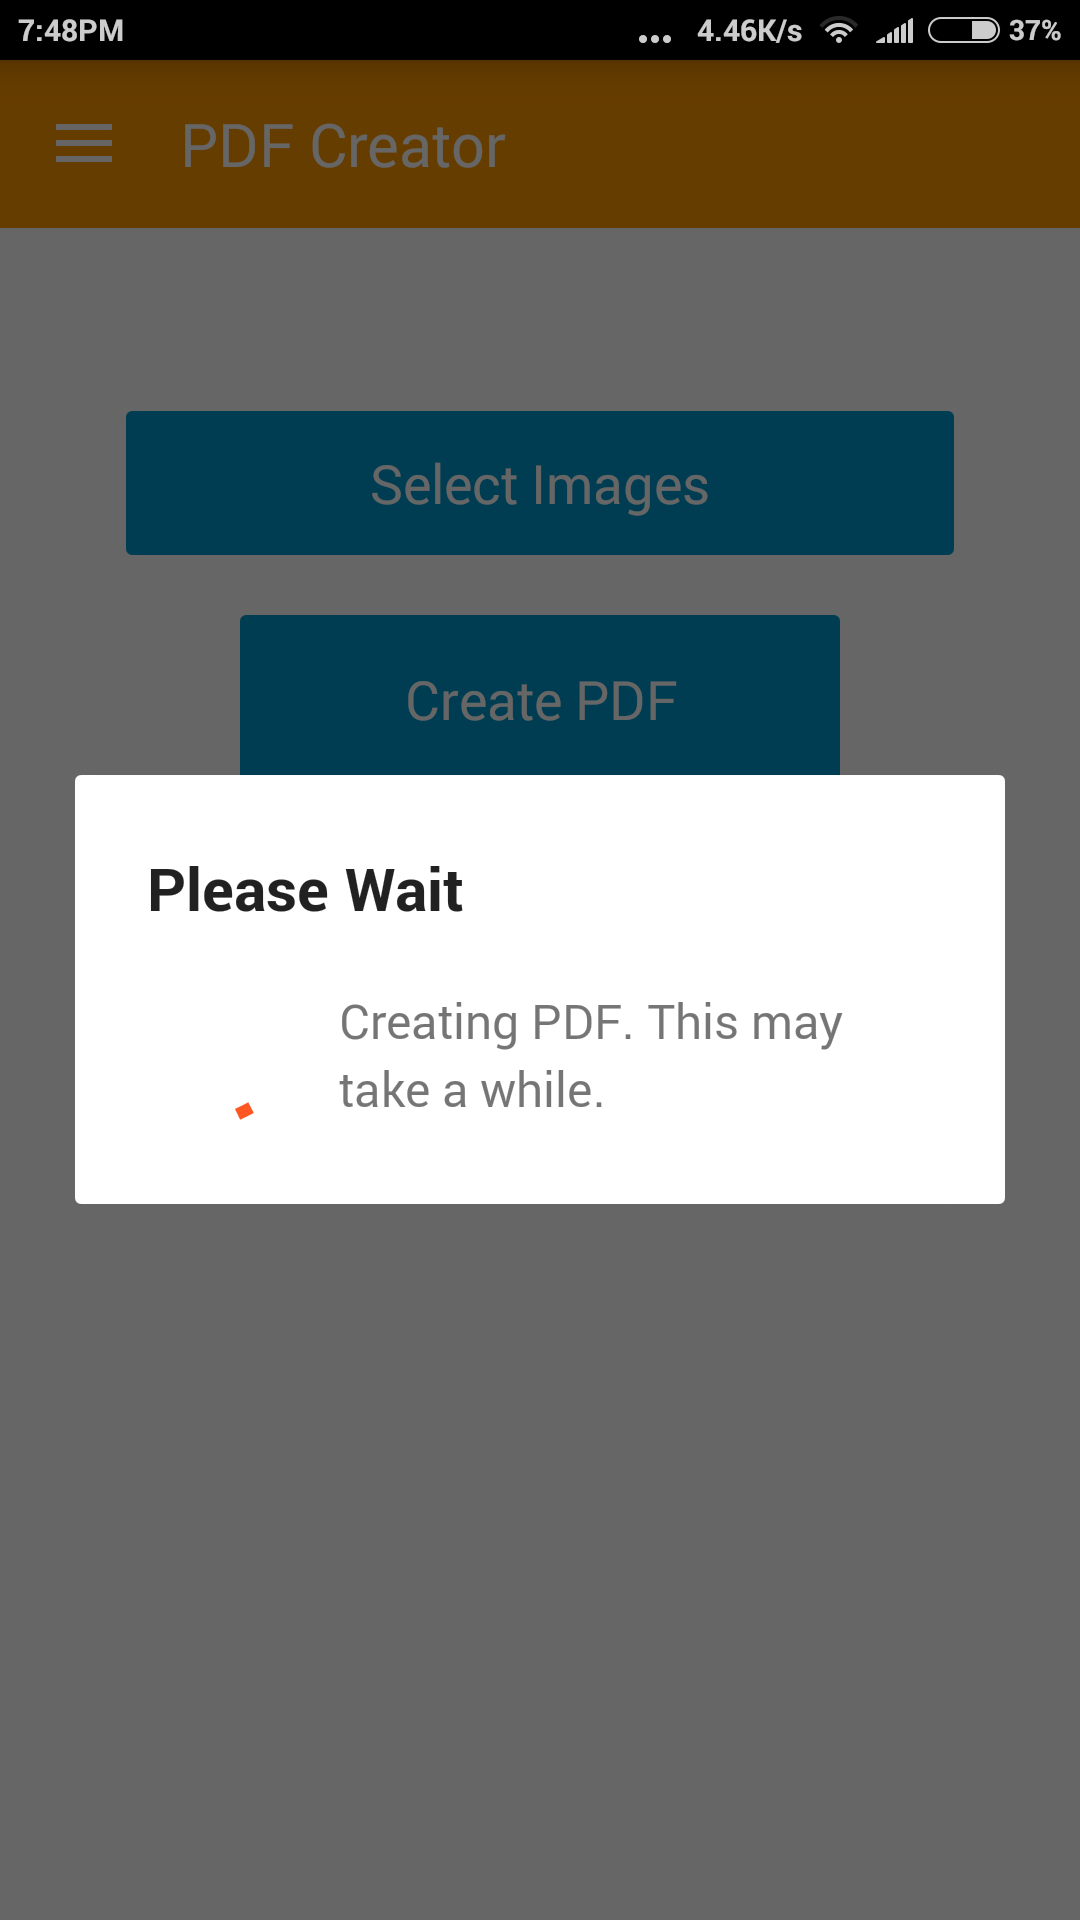 7:48PM ... 4.46K/s 37%
PDF Creator
Select Images
Create PDF
Please Wait
Creating PDF. This may
take a while.